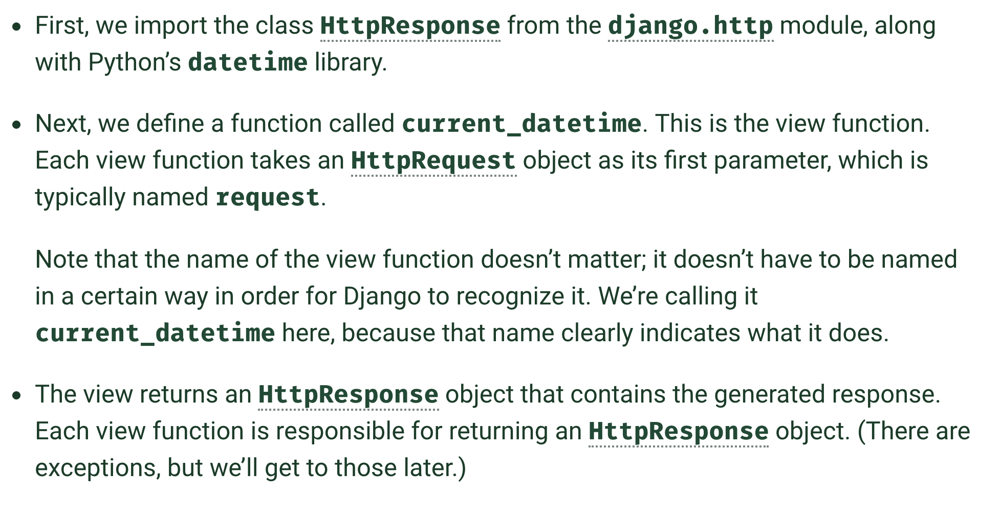 • First, we import the class HttpResponse from the django.http module, along
with Python’s datetime library.
• Next, we define a function called current_datetime. This is the view function.
Each view function takes an HttpRequest object as its first parameter, which is
typically named request.
Note that the name of the view function doesn’t matter; it doesn’t have to be named
in a certain way in order for Django to recognize it. We’re calling it
current_datetime here, because that name clearly indicates what it does.
• The view returns an HttpResponse object that contains the generated response.
Each view function is responsible for returning an HttpResponse object. (There are
exceptions, but we’ll get to those later.)